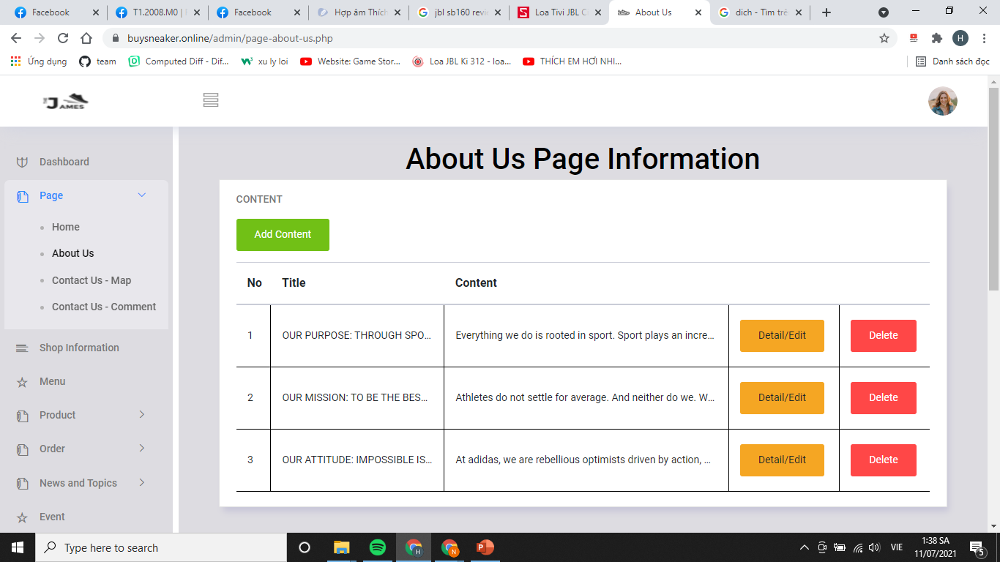 Facebook
T1.2008.M0 |
Facebook
Hợp âm Thích
jbl sb160 revi
Loa Tivi JBL C
About Us
dich - Tìm trê
buysneaker.online/admin/page-about-us.php
H
Ứng dụng
team
Computed Diff - Dif...
xu ly loi
Website: Game Stor...
Loa JBL Ki 312 - loa...
THÍCH EM HƠI NHI...
Danh sách đọc
JAMES
Dashboard
Page
Home
About Us
Contact Us - Map
Contact Us - Comment
Shop Information
Menu
Product
Order
News and Topics
Event
About Us Page Information
CONTENT
Add Content
No Title Content
1 OUR PURPOSE: THROUGH SPO... Everything we do is rooted in sport. Sport plays an incre... Detail/Edit Delete
2 OUR MISSION: TO BE THE BES... Athletes do not settle for average. And neither do we. W... Detail/Edit Delete
3 OUR ATTITUDE: IMPOSSIBLE IS... At adidas, we are rebellious optimists driven by action, ... Detail/Edit Delete
Type here to search
H
N
P
VIE
1:38 SA
11/07/2021
5